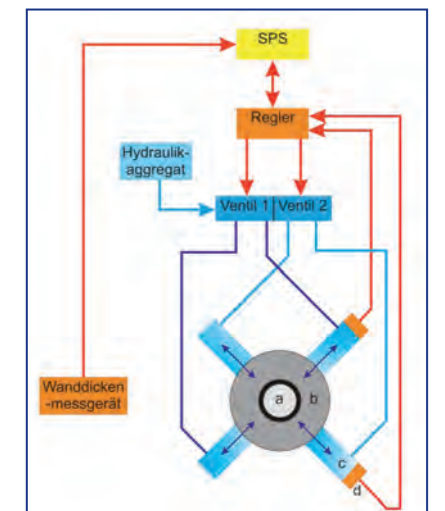 SPS
Regler
Hydraulik-
aggregat
Ventil 1 Ventil 2
Wanddicken
-messgerät
a
b
c
d